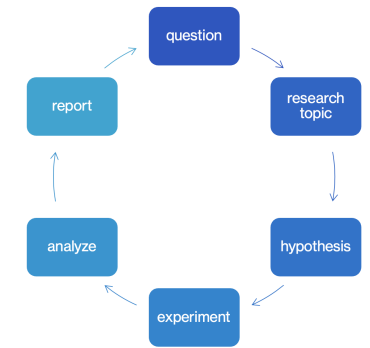 question
research
topic
hypothesis
experiment
analyze
report